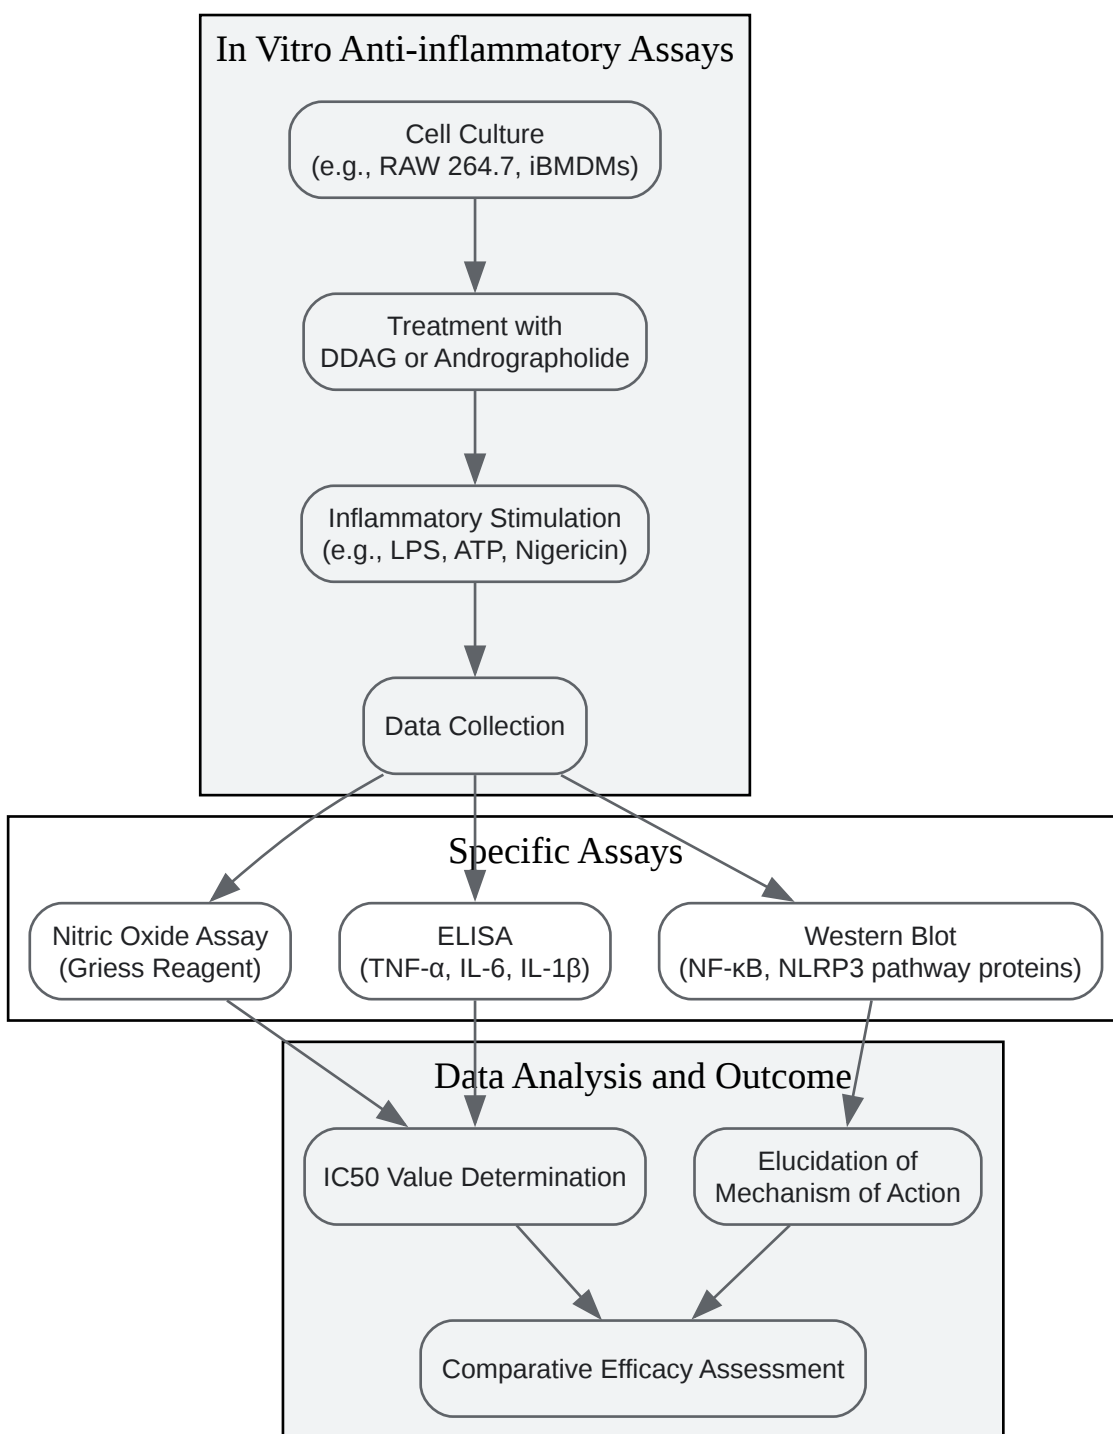 In Vitro Anti-inflammatory Assays
Cell Culture
(e.g., RAW 264.7, iBMDMs)
Treatment with
DDAG or Andrographolide
Inflammatory Stimulation
(e.g., LPS, ATP, Nigericin)
Data Collection
Specific Assays
Nitric Oxide Assay
(Griess Reagent)
ELISA
(TNF-α, IL-6, IL-1β)
Western Blot
(NF-κB, NLRP3 pathway proteins)
Data Analysis and Outcome
IC50 Value Determination
Elucidation of
Mechanism of Action
Comparative Efficacy Assessment